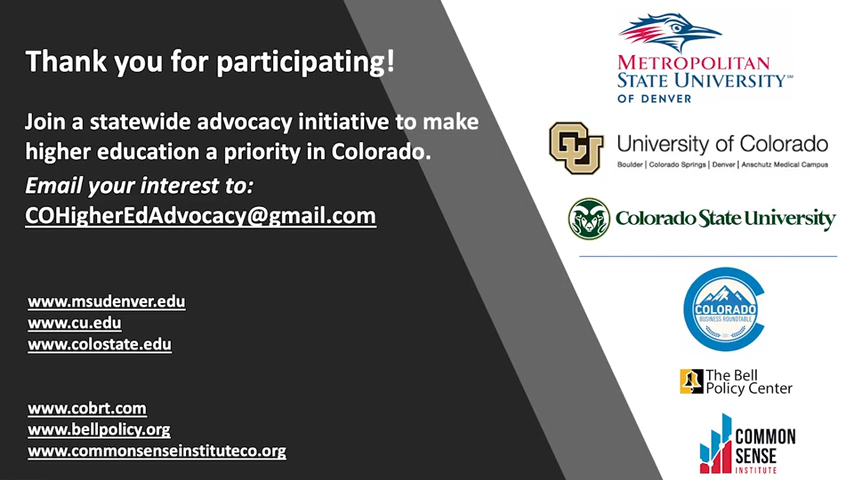 Thank you for participating!
Join a statewide advocacy initiative to make
higher education a priority in Colorado.
Email your interest to:
COHigherEdAdvocacy@gmail.com
www.msudenver.edu
www.cu.edu
www.colostate.edu
www.cobrt.com
www.bellpolicy.org
www.commonsenseinstituteco.org
METROPOLITAN
STATE UNIVERSITY℠
OF DENVER
CU
University of Colorado
Boulder | Colorado Springs | Denver | Anschutz Medical Campus
Colorado State University
COLORADO
BUSINESS ROUNDTABLE
The Bell
Policy Center
COMMON
SENSE
INSTITUTE